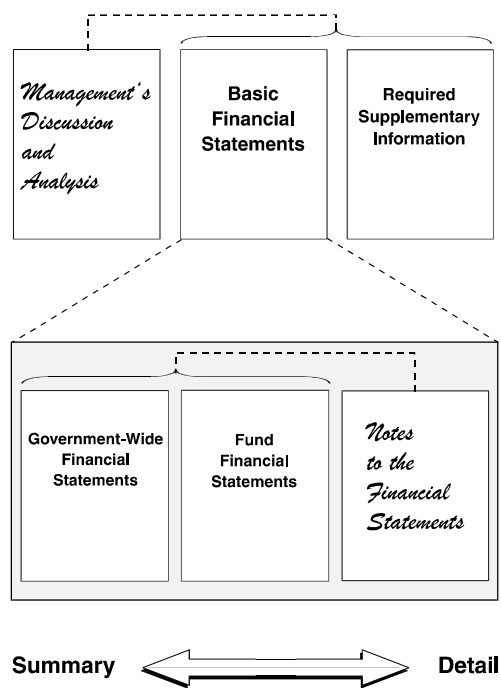 Management's
Discussion
and
Analysis
Basic
Financial
Statements
Required
Supplementary
Information
Government-Wide
Financial
Statements
Fund
Financial
Statements
Notes
to the
Financial
Statements
Summary
Detail